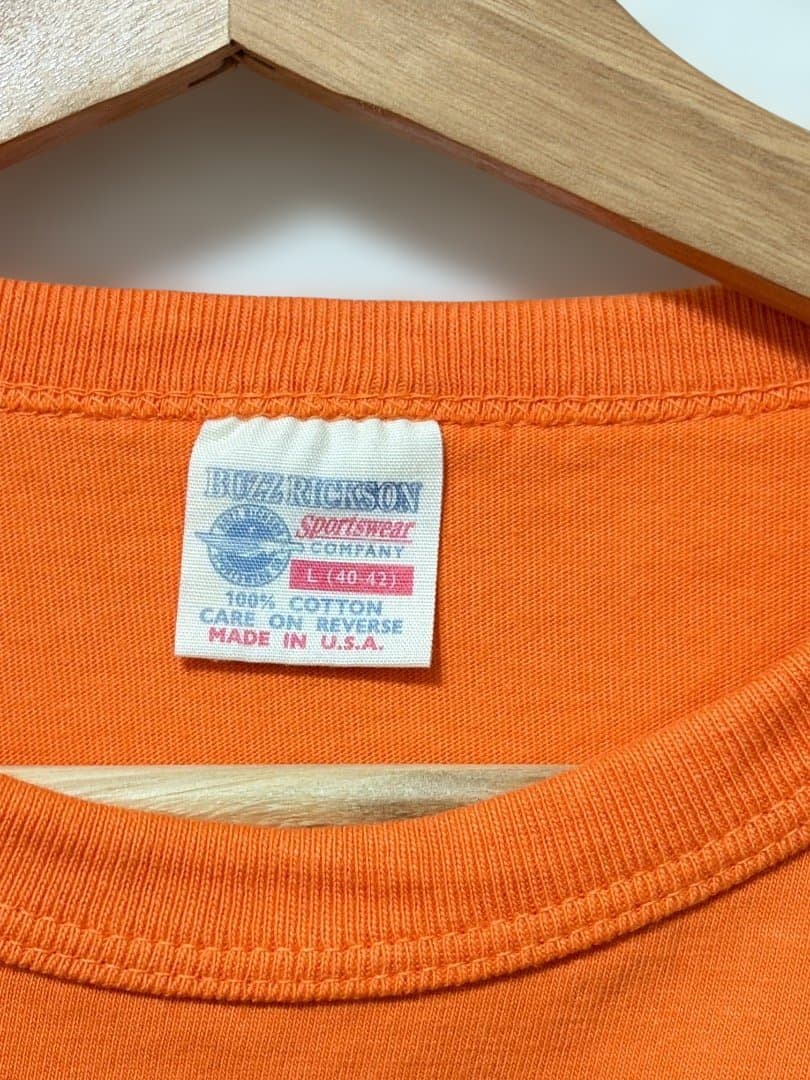 BUZZ RICKSON
Sportswear
COMPANY
L (40-42)
100% COTTON
CARE ON REVERSE
MADE IN U.S.A.